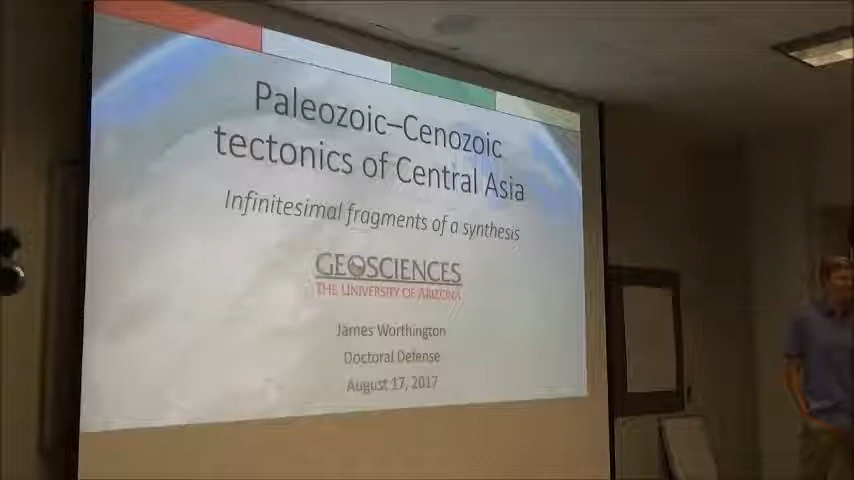 Paleozoic–Cenozoic
tectonics of Central Asia
Infinitesimal fragments of a synthesis
GEOSCIENCES
THE UNIVERSITY OF ARIZONA
James Worthington
Doctoral Defense
August 17, 2017